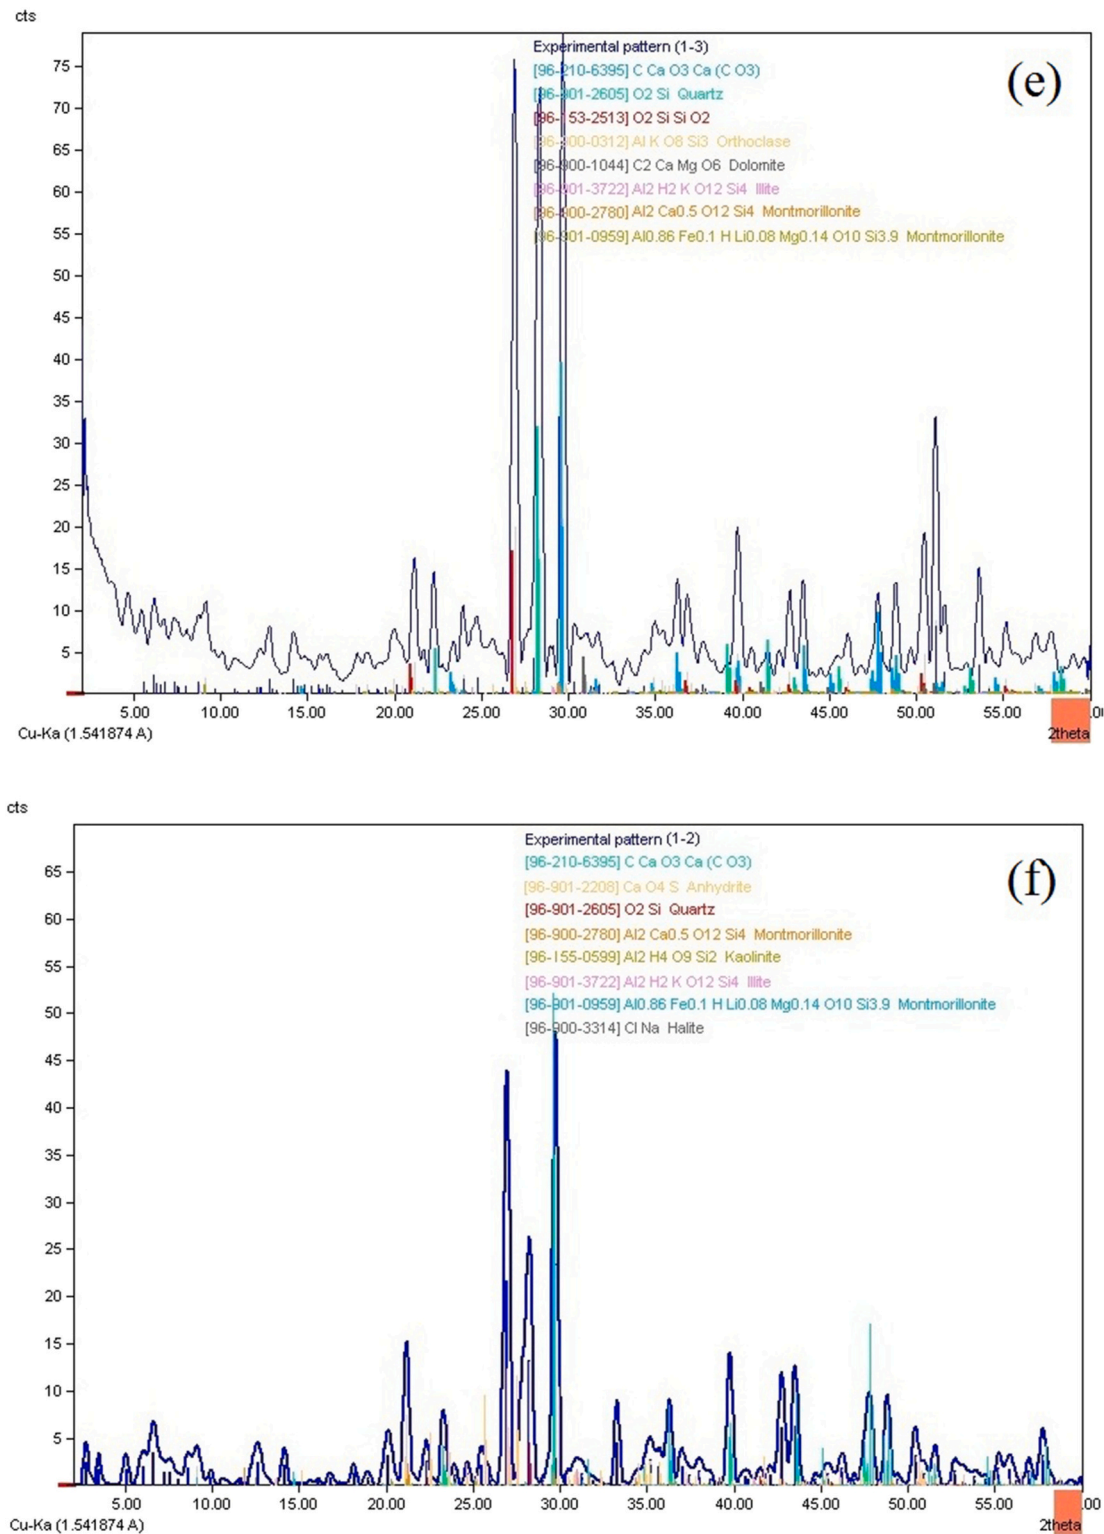 cts
(e)
Experimental pattern (1-3)
[96-210-6395] C Ca O3 Ca (C O3)
[96-901-2605] O2 Si Quartz
[96-153-2513] O2 Si Si O2
[96-900-0312] Al K O8 Si3 Orthoclase
[96-900-1044] C2 Ca Mg O6 Dolomite
[96-901-3722] Al2 H2 K O12 Si4 Illite
[96-900-2780] Al2 Ca0.5 O12 Si4 Montmorillonite
[96-901-0959] Al0.86 Fe0.1 H Li0.08 Mg0.14 O10 Si3.9 Montmorillonite
75
70
65
60
55
50
45
40
35
30
25
20
15
10
5
5.00 10.00 15.00 20.00 25.00 30.00 35.00 40.00 45.00 50.00 55.00
Cu-Ka (1.541874 A) 2theta
cts
(f)
Experimental pattern (1-2)
[96-210-6395] C Ca O3 Ca (C O3)
[96-901-2208] Ca O4 S Anhydrite
[96-901-2605] O2 Si Quartz
[96-900-2780] Al2 Ca0.5 O12 Si4 Montmorillonite
[96-155-0599] Al2 H4 O9 Si2 Kaolinite
[96-901-3722] Al2 H2 K O12 Si4 Illite
[96-901-0959] Al0.86 Fe0.1 H Li0.08 Mg0.14 O10 Si3.9 Montmorillonite
[96-900-3314] Cl Na Halite
65
60
55
50
45
40
35
30
25
20
15
10
5
5.00 10.00 15.00 20.00 25.00 30.00 35.00 40.00 45.00 50.00 55.00
Cu-Ka (1.541874 A) 2theta